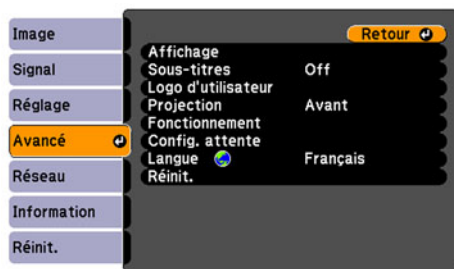 Image
Signal
Réglage
Avancé
Réseau
Information
Réinit.
Retour
Affichage
Sous-titres Off
Logo d'utilisateur
Projection Avant
Fonctionnement
Config. attente
Langue Français
Réinit.